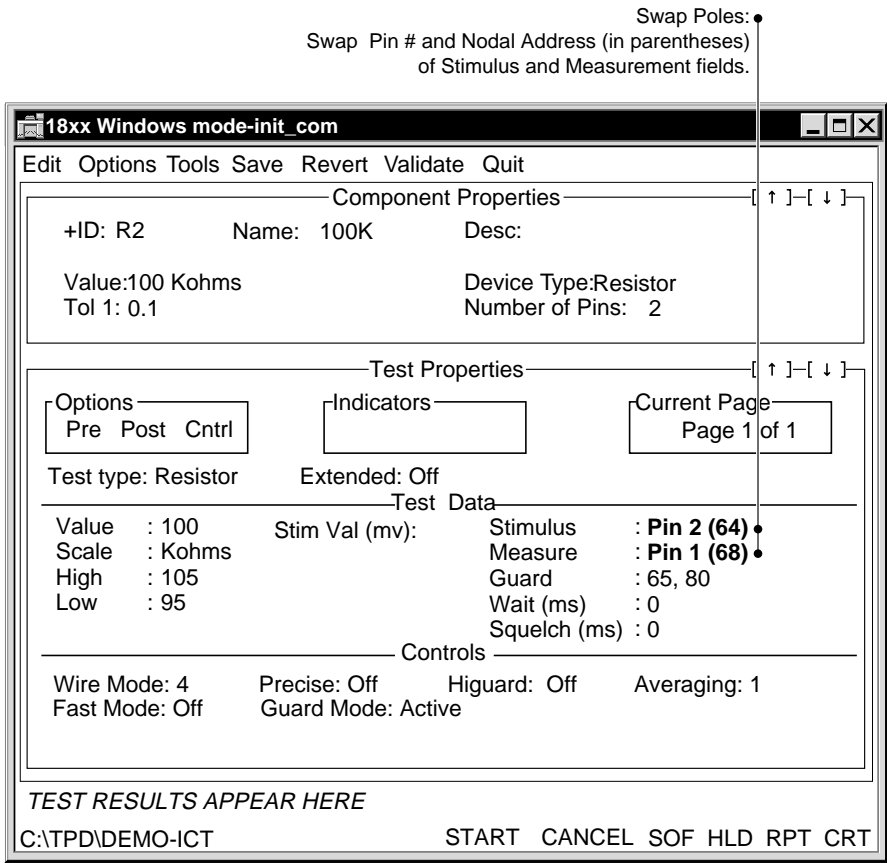 Swap Poles:
Swap Pin # and Nodal Address (in parentheses)
of Stimulus and Measurement fields.
18xx Windows mode-init_com
Edit Options Tools Save Revert Validate Quit
Component Properties [ ↑ ]–[ ↓ ]
+ID: R2 Name: 100K Desc:
Value:100 Kohms Device Type:Resistor
Tol 1: 0.1 Number of Pins: 2
Test Properties [ ↑ ]–[ ↓ ]
Options Indicators Current Page
Pre Post Cntrl Page 1 of 1
Test type: Resistor Extended: Off
Test Data
Value : 100 Stim Val (mv): Stimulus : Pin 2 (64)
Scale : Kohms Measure : Pin 1 (68)
High : 105 Guard : 65, 80
Low : 95 Wait (ms) : 0
Squelch (ms) : 0
Controls
Wire Mode: 4 Precise: Off Higuard: Off Averaging: 1
Fast Mode: Off Guard Mode: Active
TEST RESULTS APPEAR HERE
C:\TPD\DEMO-ICT START CANCEL SOF HLD RPT CRT